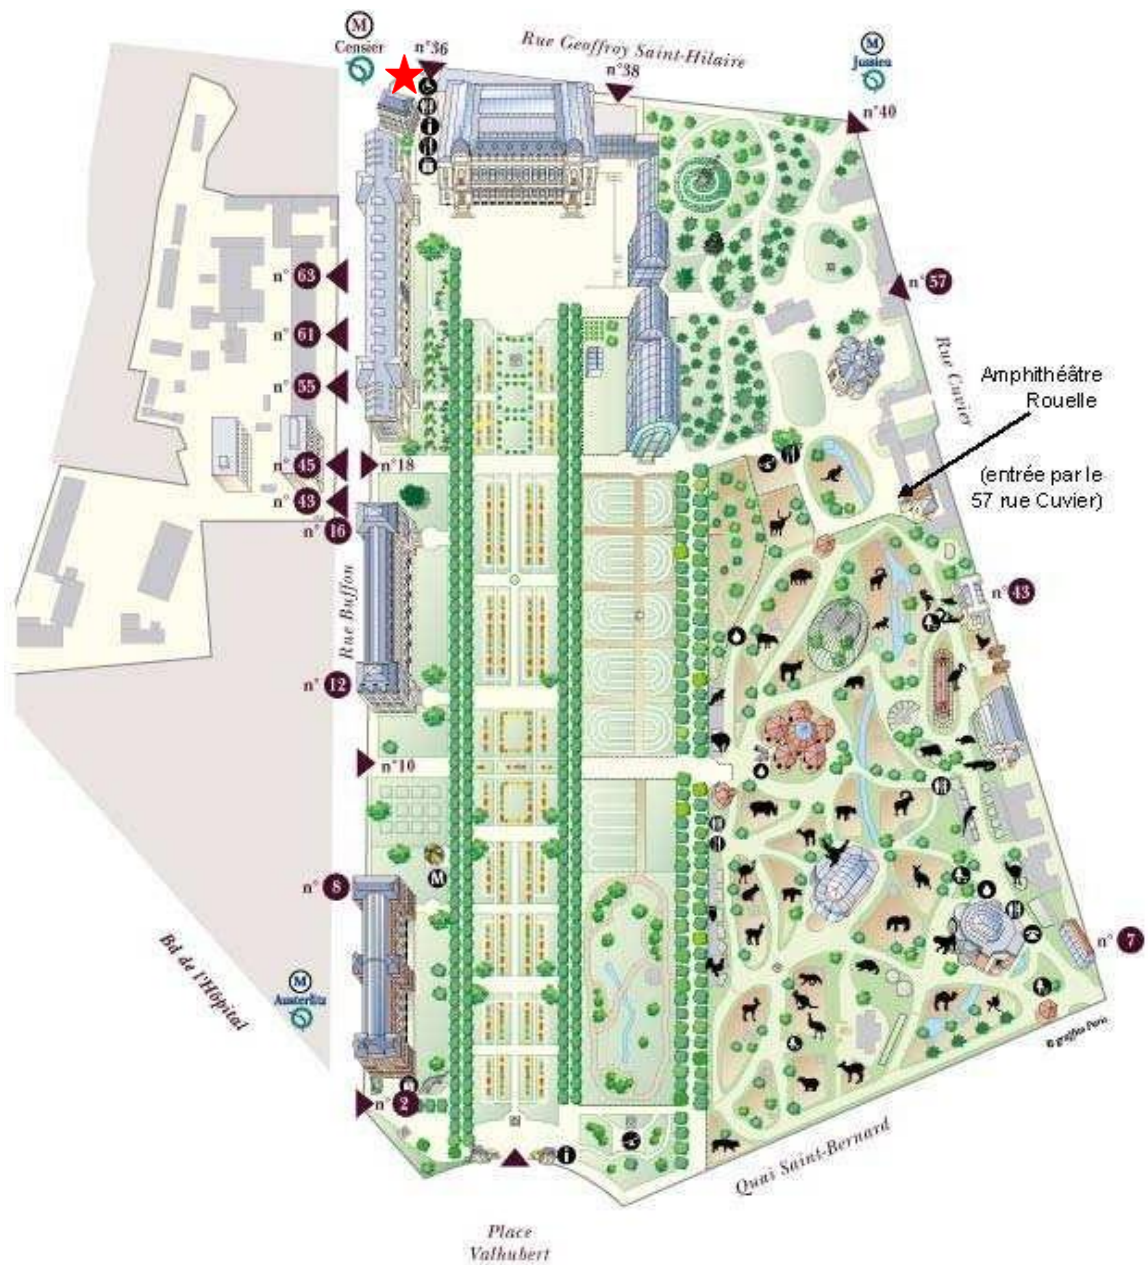 M
Censier
n°36
Rue Geoffroy Saint-Hilaire
n°38
M
Jussieu
n°40
n° 63
n° 57
n° 61
Rue Cuvier
n° 55
Amphithéâtre
Rouelle
n° 45
n°18
(entrée par le
57 rue Cuvier)
n° 43
n° 16
n° 43
Rue Buffon
n° 12
n°10
M
n° 8
n° 7
Bd de l'Hôpital
M
Austerlitz
© graffito Paris
n° 2
Quai Saint-Bernard
i
Place
Valhubert